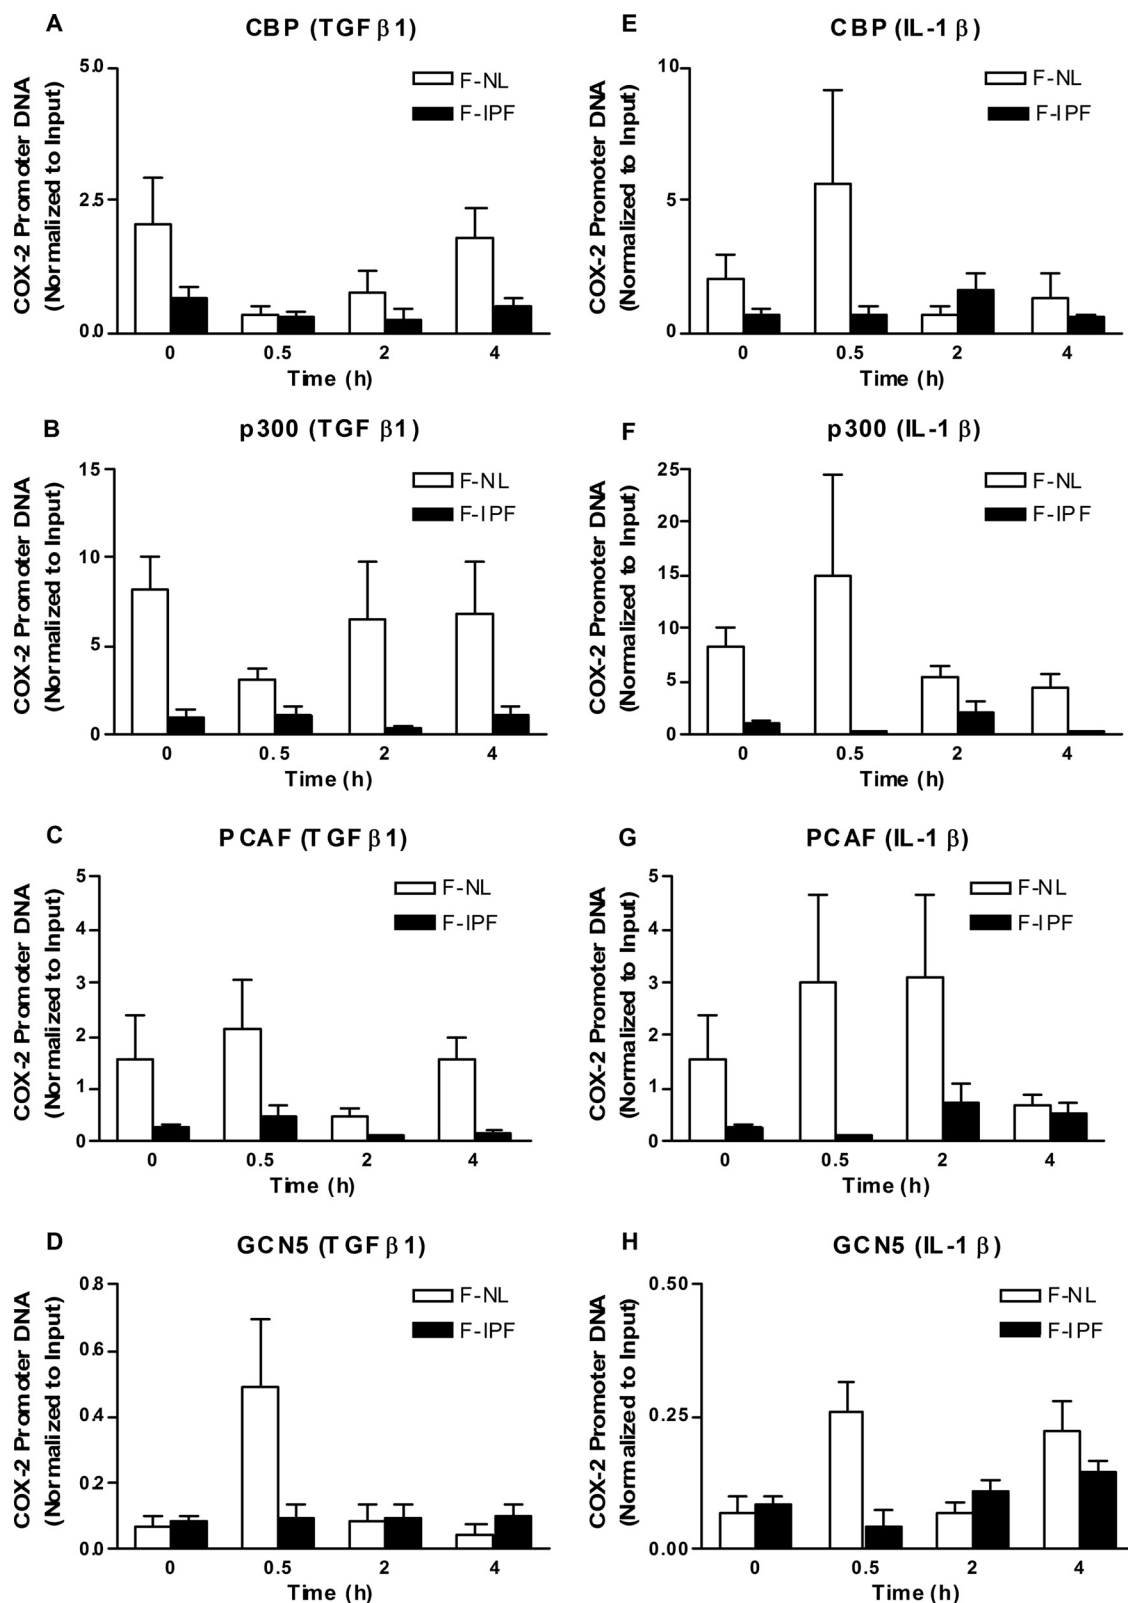 A
CBP (TGF β1)
COX-2 Promoter DNA
(Normalized to Input)
5.0
2.5
0.0
F-NL
F-IPF
0 0.5 2 4
Time (h)
E
CBP (IL-1 β)
COX-2 Promoter DNA
(Normalized to Input)
10
5
0
F-NL
F-IPF
0 0.5 2 4
Time (h)
B
p300 (TGF β1)
COX-2 Promoter DNA
(Normalized to Input)
15
10
5
0
F-NL
F-IPF
0 0.5 2 4
Time (h)
F
p300 (IL-1 β)
COX-2 Promoter DNA
(Normalized to Input)
25
20
15
10
5
0
F-NL
F-IPF
0 0.5 2 4
Time (h)
C
PCAF (TGF β1)
COX-2 Promoter DNA
(Normalized to Input)
5
4
3
2
1
0
F-NL
F-IPF
0 0.5 2 4
Time (h)
G
PCAF (IL-1 β)
COX-2 Promoter DNA
(Normalized to Input)
5
4
3
2
1
0
F-NL
F-IPF
0 0.5 2 4
Time (h)
D
GCN5 (TGF β1)
COX-2 Promoter DNA
(Normalized to Input)
0.8
0.6
0.4
0.2
0.0
F-NL
F-IPF
0 0.5 2 4
Time (h)
H
GCN5 (IL-1 β)
COX-2 Promoter DNA
(Normalized to Input)
0.50
0.25
0.00
F-NL
F-IPF
0 0.5 2 4
Time (h)